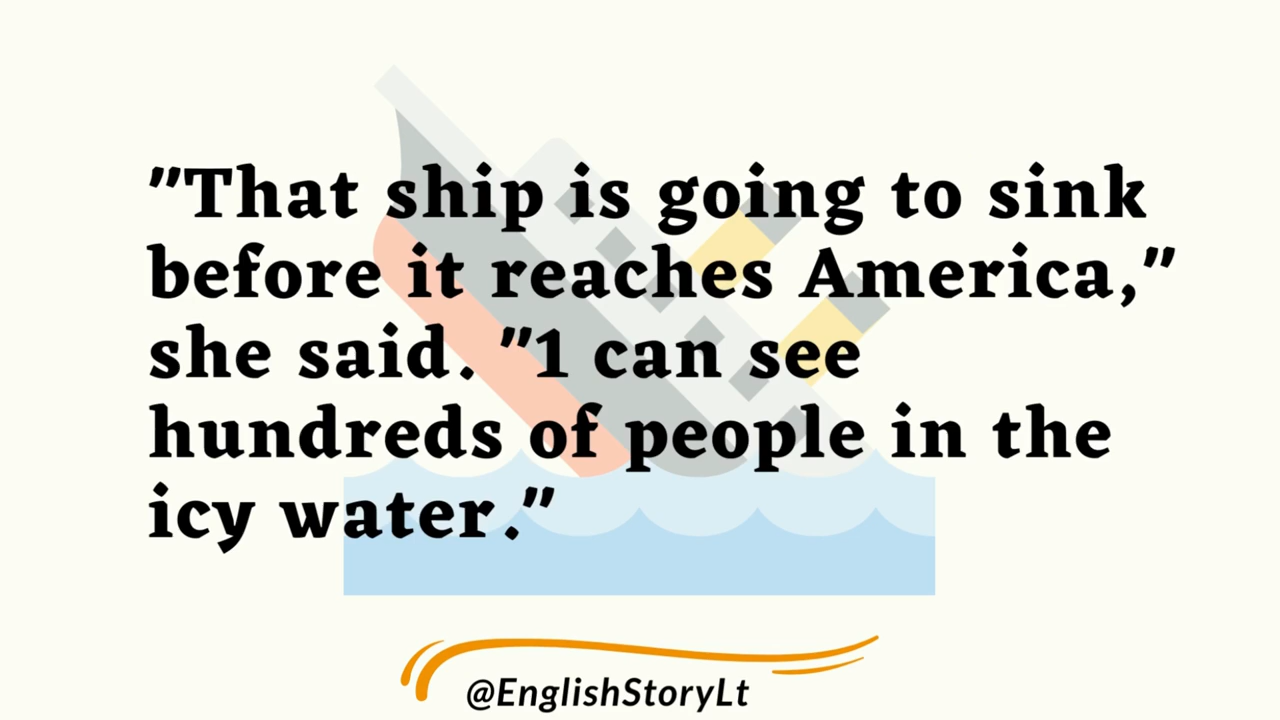 "That ship is going to sink
before it reaches America,"
she said. "1 can see
hundreds of people in the
icy water."
@EnglishStoryLt